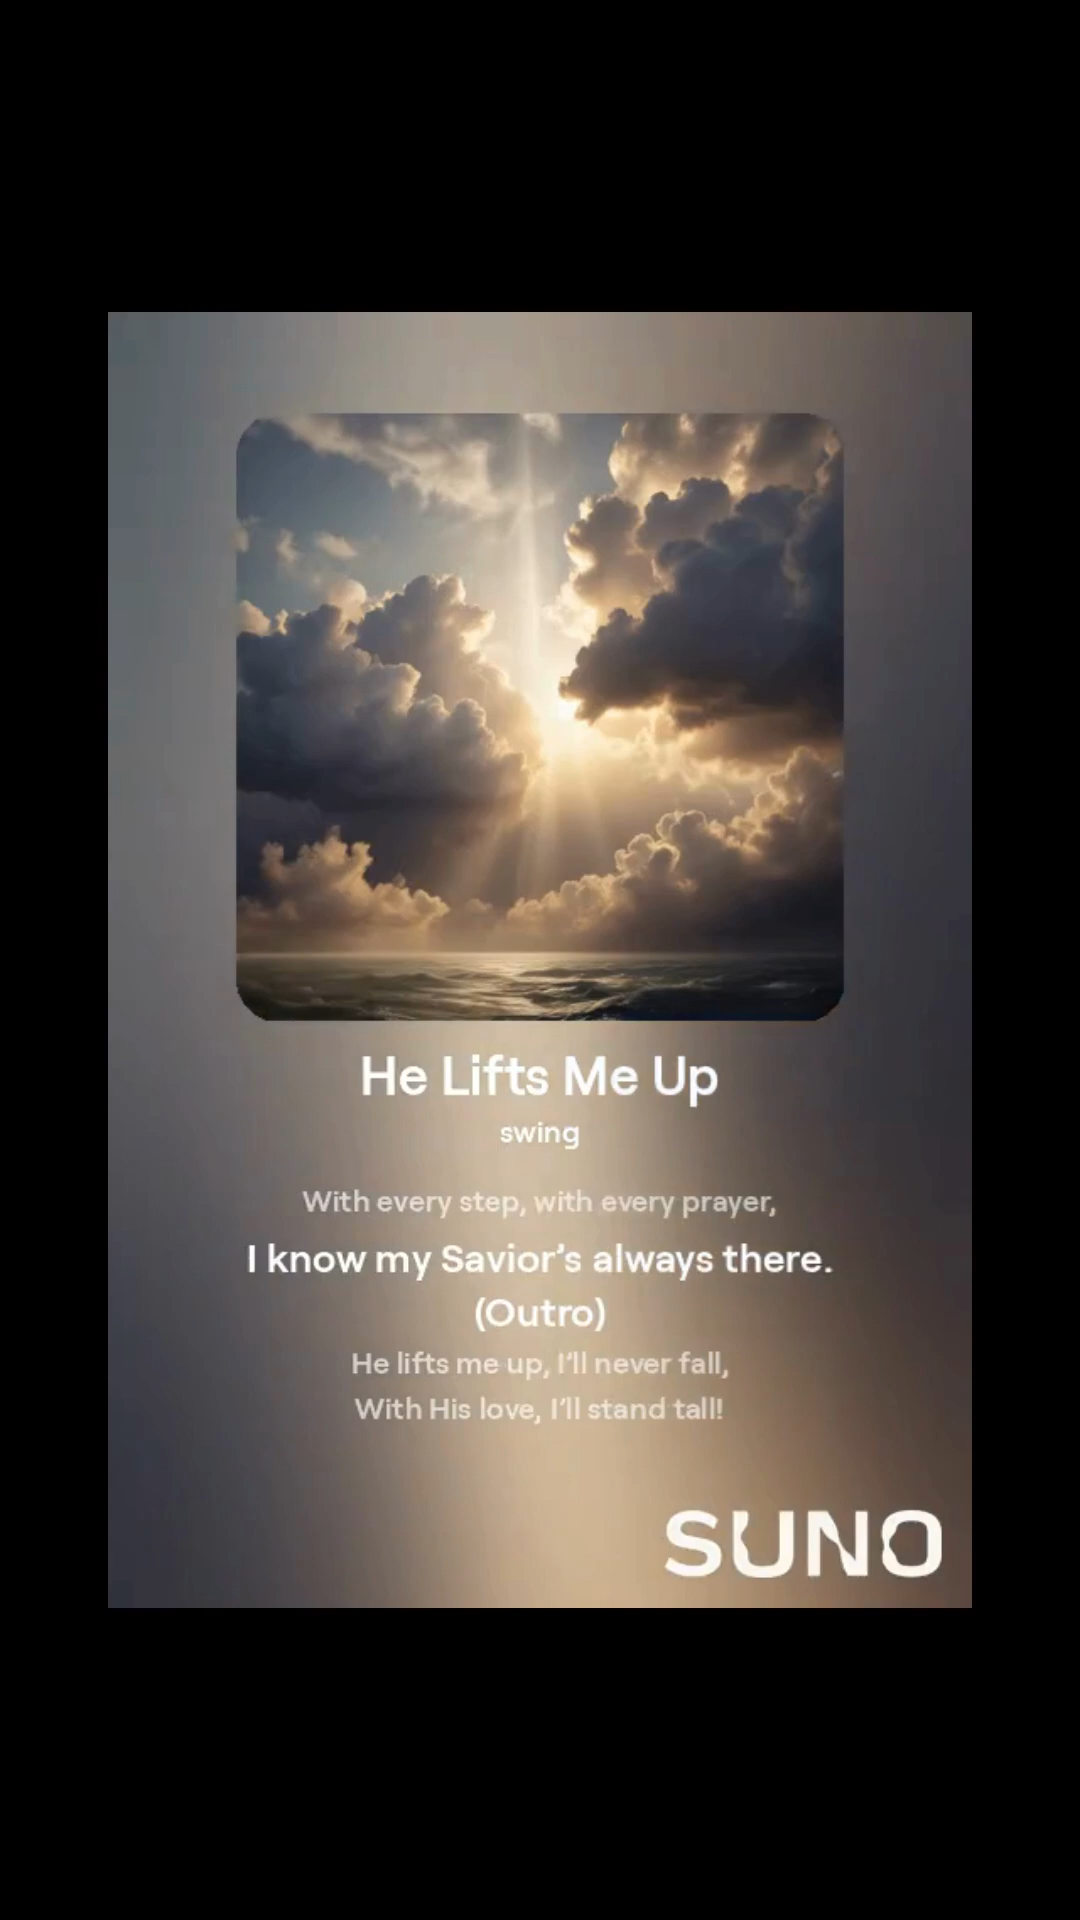 He Lifts Me Up
swing
With every step, with every prayer,
I know my Savior’s always there.
(Outro)
He lifts me up, I’ll never fall,
With His love, I’ll stand tall!
SUNO